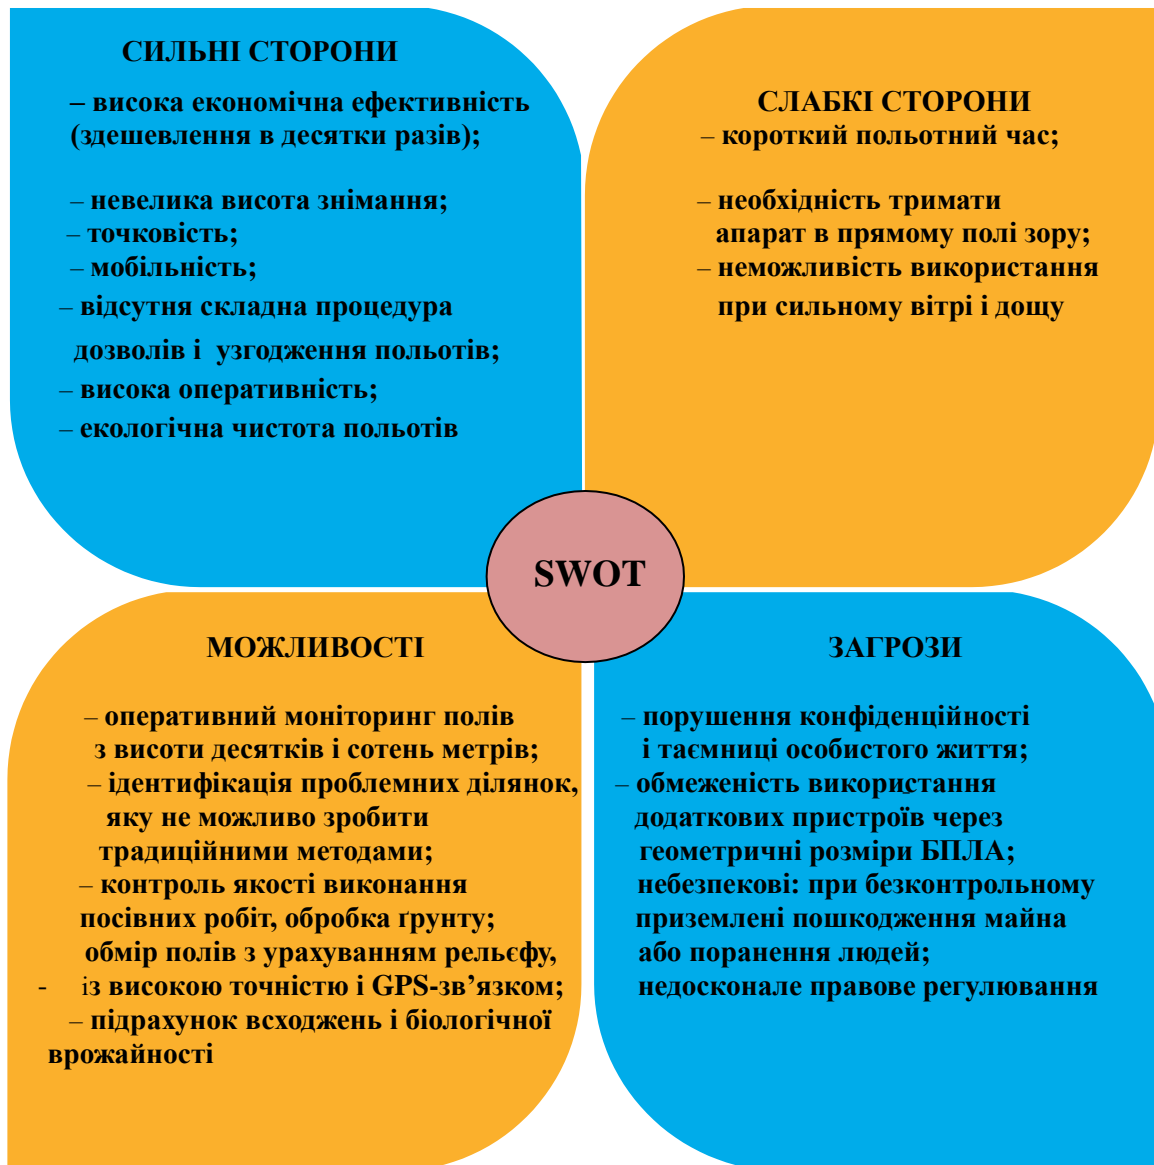 СИЛЬНІ СТОРОНИ
– висока економічна ефективність
(здешевлення в десятки разів);
– невелика висота знімання;
– точковість;
– мобільність;
– відсутня складна процедура
дозволів і узгодження польотів;
– висока оперативність;
– екологічна чистота польотів
СЛАБКІ СТОРОНИ
– короткий польотний час;
– необхідність тримати
апарат в прямому полі зору;
– неможливість використання
при сильному вітрі і дощу
SWOT
МОЖЛИВОСТІ
– оперативний моніторинг полів
з висоти десятків і сотень метрів;
– ідентифікація проблемних ділянок,
яку не можливо зробити
традиційними методами;
– контроль якості виконання
посівних робіт, обробка ґрунту;
обмір полів з урахуванням рельєфу,
- із високою точністю і GPS-зв’язком;
– підрахунок всходжень і біологічної
врожайності
ЗАГРОЗИ
– порушення конфіденційності
і таємниці особистого життя;
– обмеженість використання
додаткових пристроїв через
геометричні розміри БПЛА;
небезпекові: при безконтрольному
приземлені пошкодження майна
або поранення людей;
недосконале правове регулювання